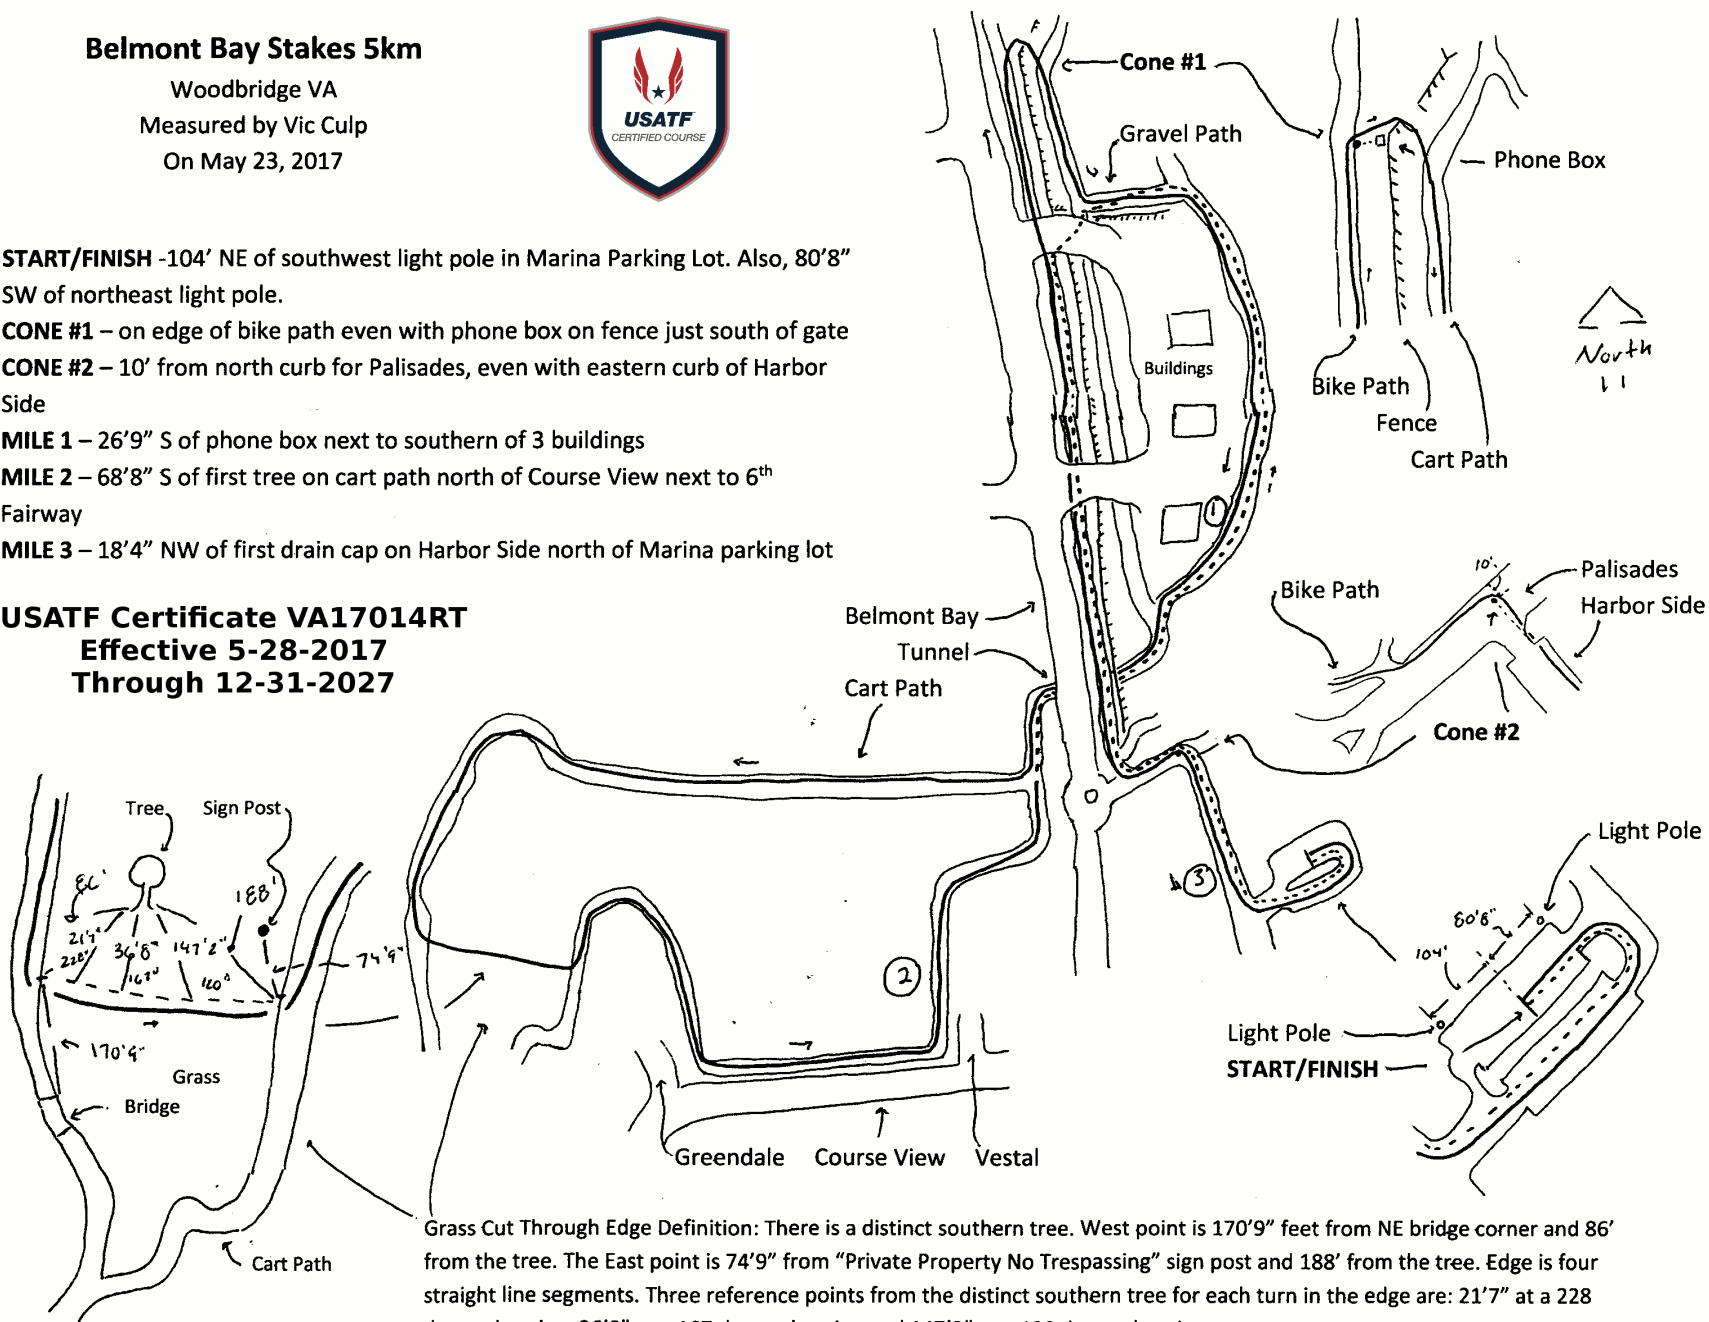 Belmont Bay Stakes 5km
Woodbridge VA
Measured by Vic Culp
On May 23, 2017
USATF
CERTIFIED COURSE
START/FINISH -104' NE of southwest light pole in Marina Parking Lot. Also, 80'8"
SW of northeast light pole.
CONE #1 – on edge of bike path even with phone box on fence just south of gate
CONE #2 – 10' from north curb for Palisades, even with eastern curb of Harbor
Side
MILE 1 – 26'9" S of phone box next to southern of 3 buildings
MILE 2 – 68'8" S of first tree on cart path north of Course View next to 6th
Fairway
MILE 3 – 18'4" NW of first drain cap on Harbor Side north of Marina parking lot
USATF Certificate VA17014RT
Effective 5-28-2017
Through 12-31-2027
Cone #1
Gravel Path
Phone Box
North
Buildings
Bike Path
Fence
Cart Path
1
10'
Palisades
Harbor Side
Bike Path
Cone #2
Belmont Bay
Tunnel
Cart Path
Tree
Sign Post
86'
188'
21'7"
228°
36'8"
167°
147'2"
120°
74'9"
170'9"
Grass
Bridge
Cart Path
2
3
Greendale
Course View
Vestal
Light Pole
80'8"
104'
Light Pole
START/FINISH
Grass Cut Through Edge Definition: There is a distinct southern tree. West point is 170'9" feet from NE bridge corner and 86'
from the tree. The East point is 74'9" from "Private Property No Trespassing" sign post and 188' from the tree. Edge is four
straight line segments. Three reference points from the distinct southern tree for each turn in the edge are: 21'7" at a 228